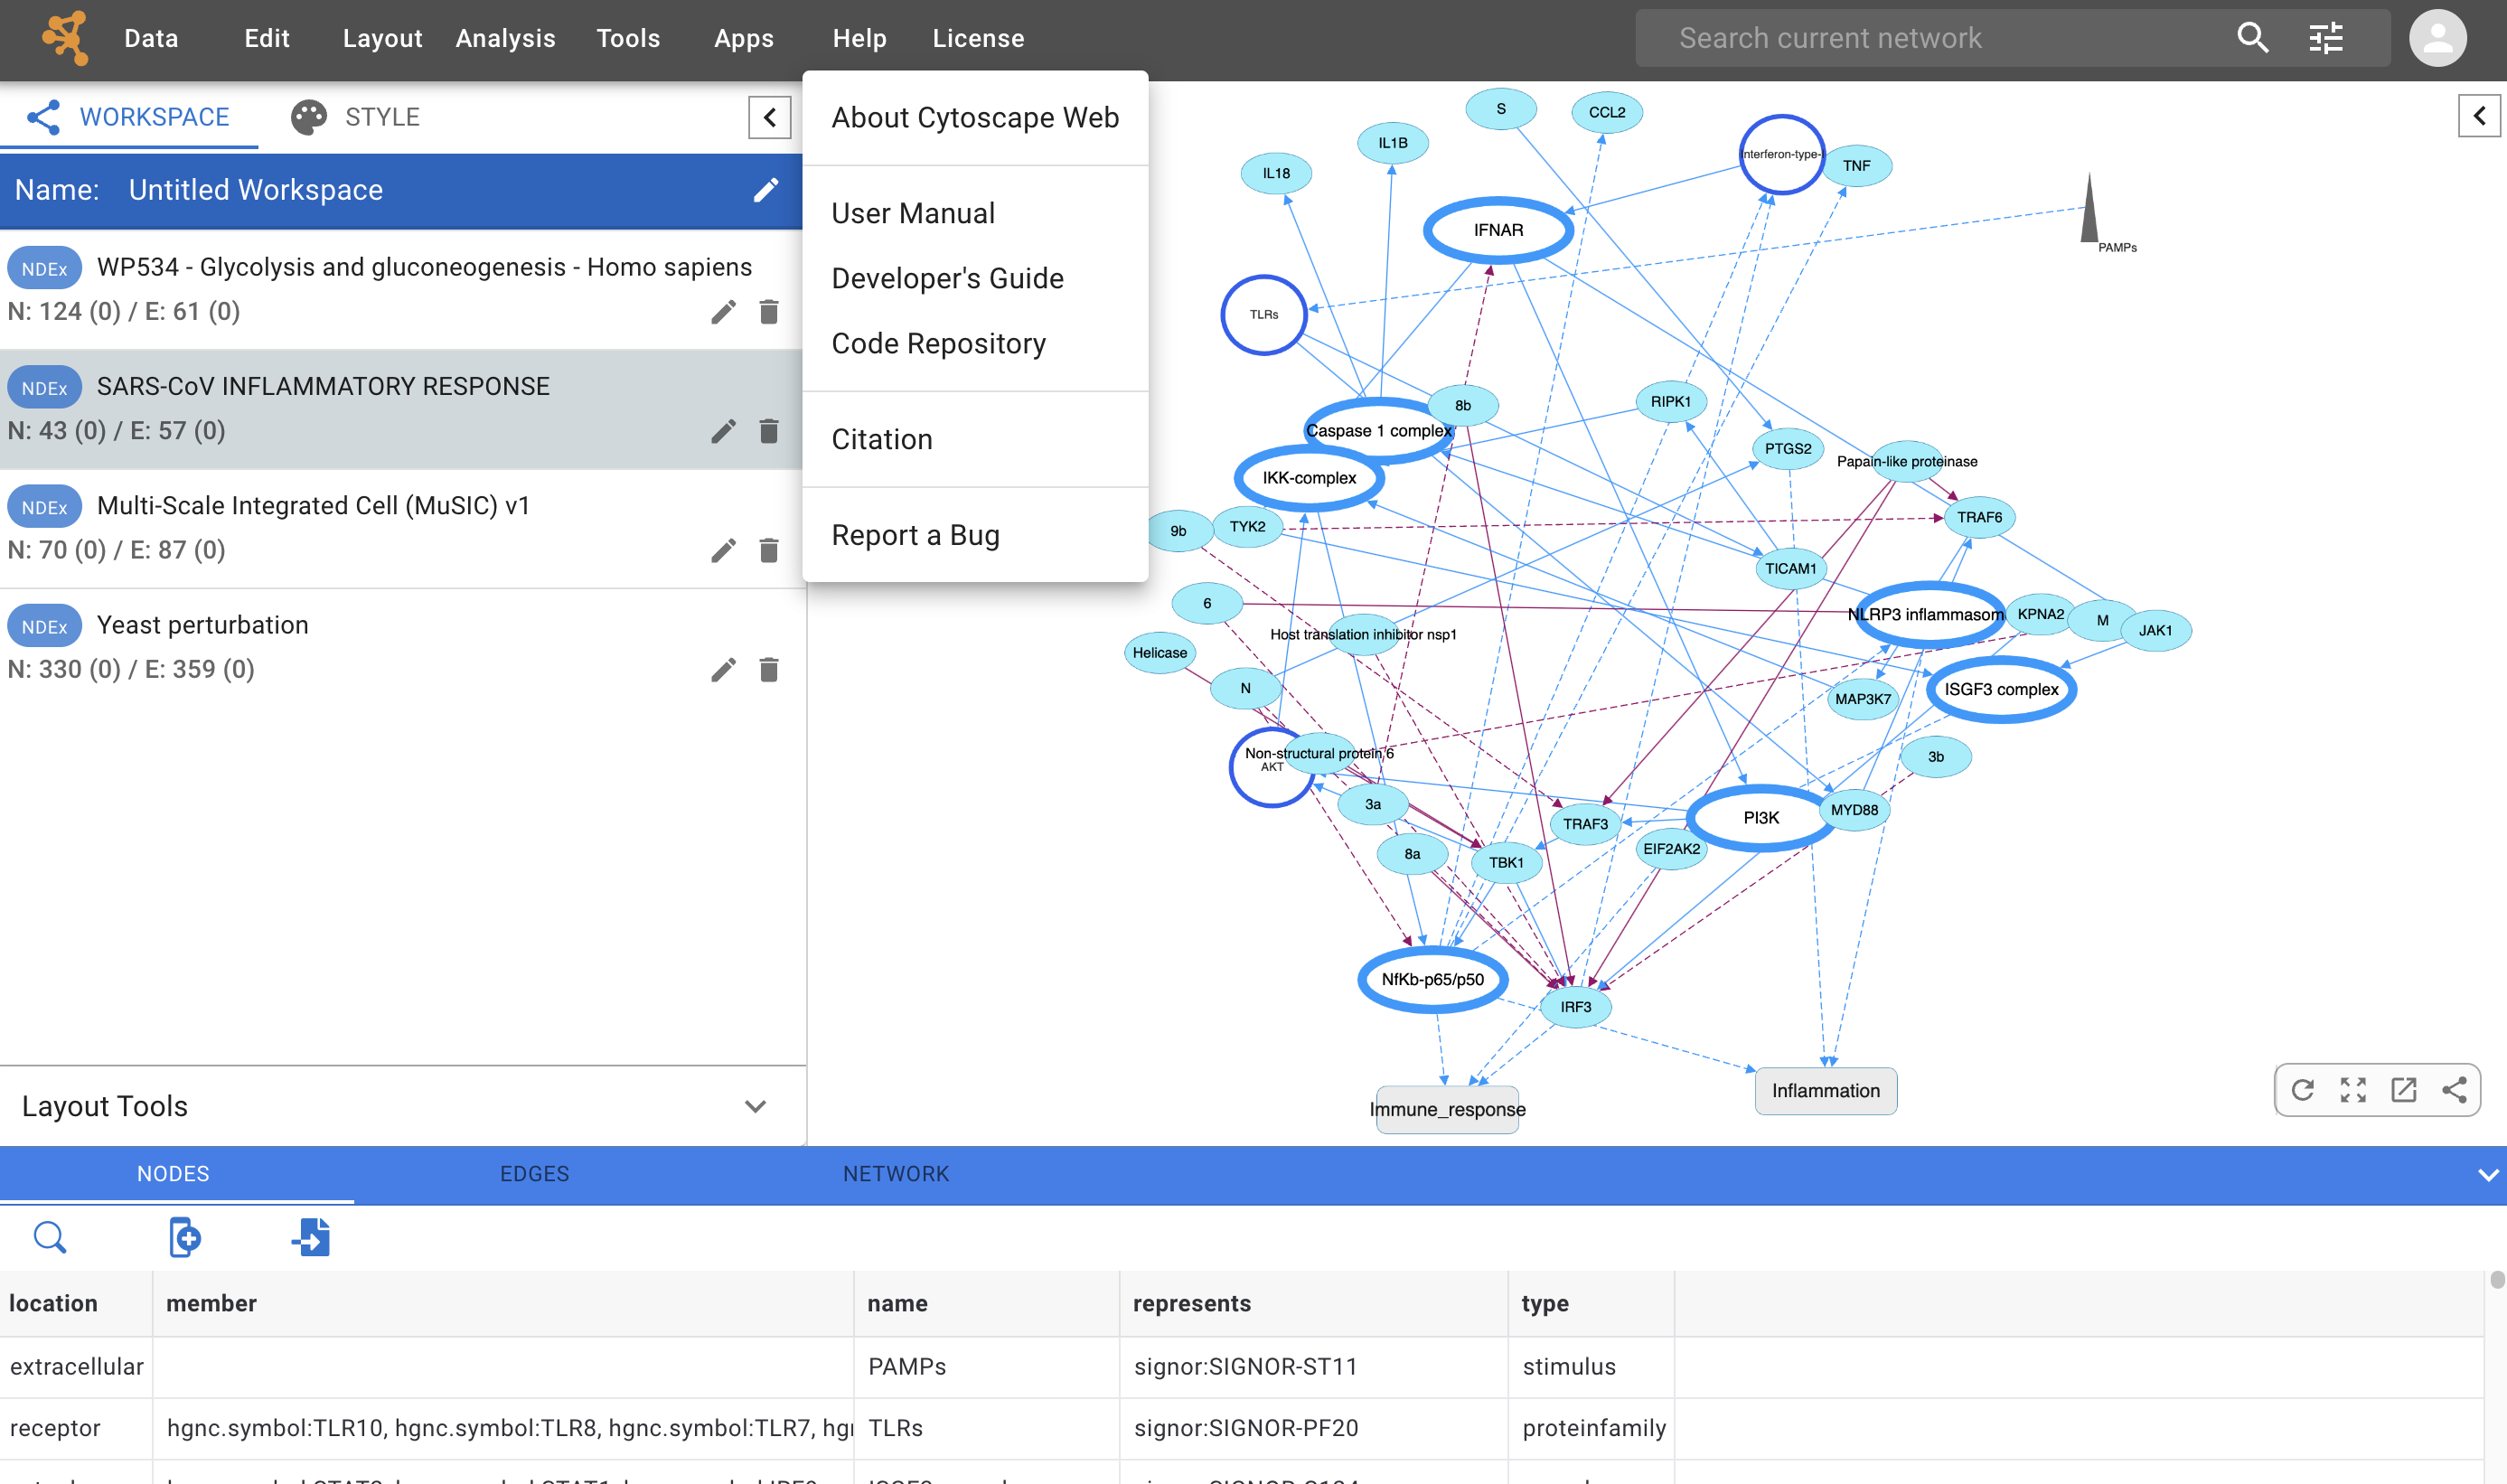 Data Edit Layout Analysis Tools Apps Help License
Search current network
WORKSPACE STYLE
Name: Untitled Workspace
NDEx WP534 - Glycolysis and gluconeogenesis - Homo sapiens
N: 124 (0) / E: 61 (0)
NDEx SARS-CoV INFLAMMATORY RESPONSE
N: 43 (0) / E: 57 (0)
NDEx Multi-Scale Integrated Cell (MuSIC) v1
N: 70 (0) / E: 87 (0)
NDEx Yeast perturbation
N: 330 (0) / E: 359 (0)
Layout Tools
About Cytoscape Web
User Manual
Developer's Guide
Code Repository
Citation
Report a Bug
S
CCL2
IL1B
Interferon-type-I
TNF
IL18
IFNAR
PAMPs
TLRs
8b
RIPK1
Caspase 1 complex
PTGS2
Papain-like proteinase
IKK-complex
TRAF6
TYK2
9b
TICAM1
6
NLRP3 inflammasom
KPNA2
M
JAK1
Host translation inhibitor nsp1
Helicase
N
ISGF3 complex
MAP3K7
Non-structural protein 6
AKT
3b
3a
MYD88
PI3K
TRAF3
EIF2AK2
8a
TBK1
NfKb-p65/p50
IRF3
Inflammation
Immune_response
NODES EDGES NETWORK
location member name represents type
extracellular PAMPs signor:SIGNOR-ST11 stimulus
receptor hgnc.symbol:TLR10, hgnc.symbol:TLR8, hgnc.symbol:TLR7, TLRs signor:SIGNOR-PF20 proteinfamily